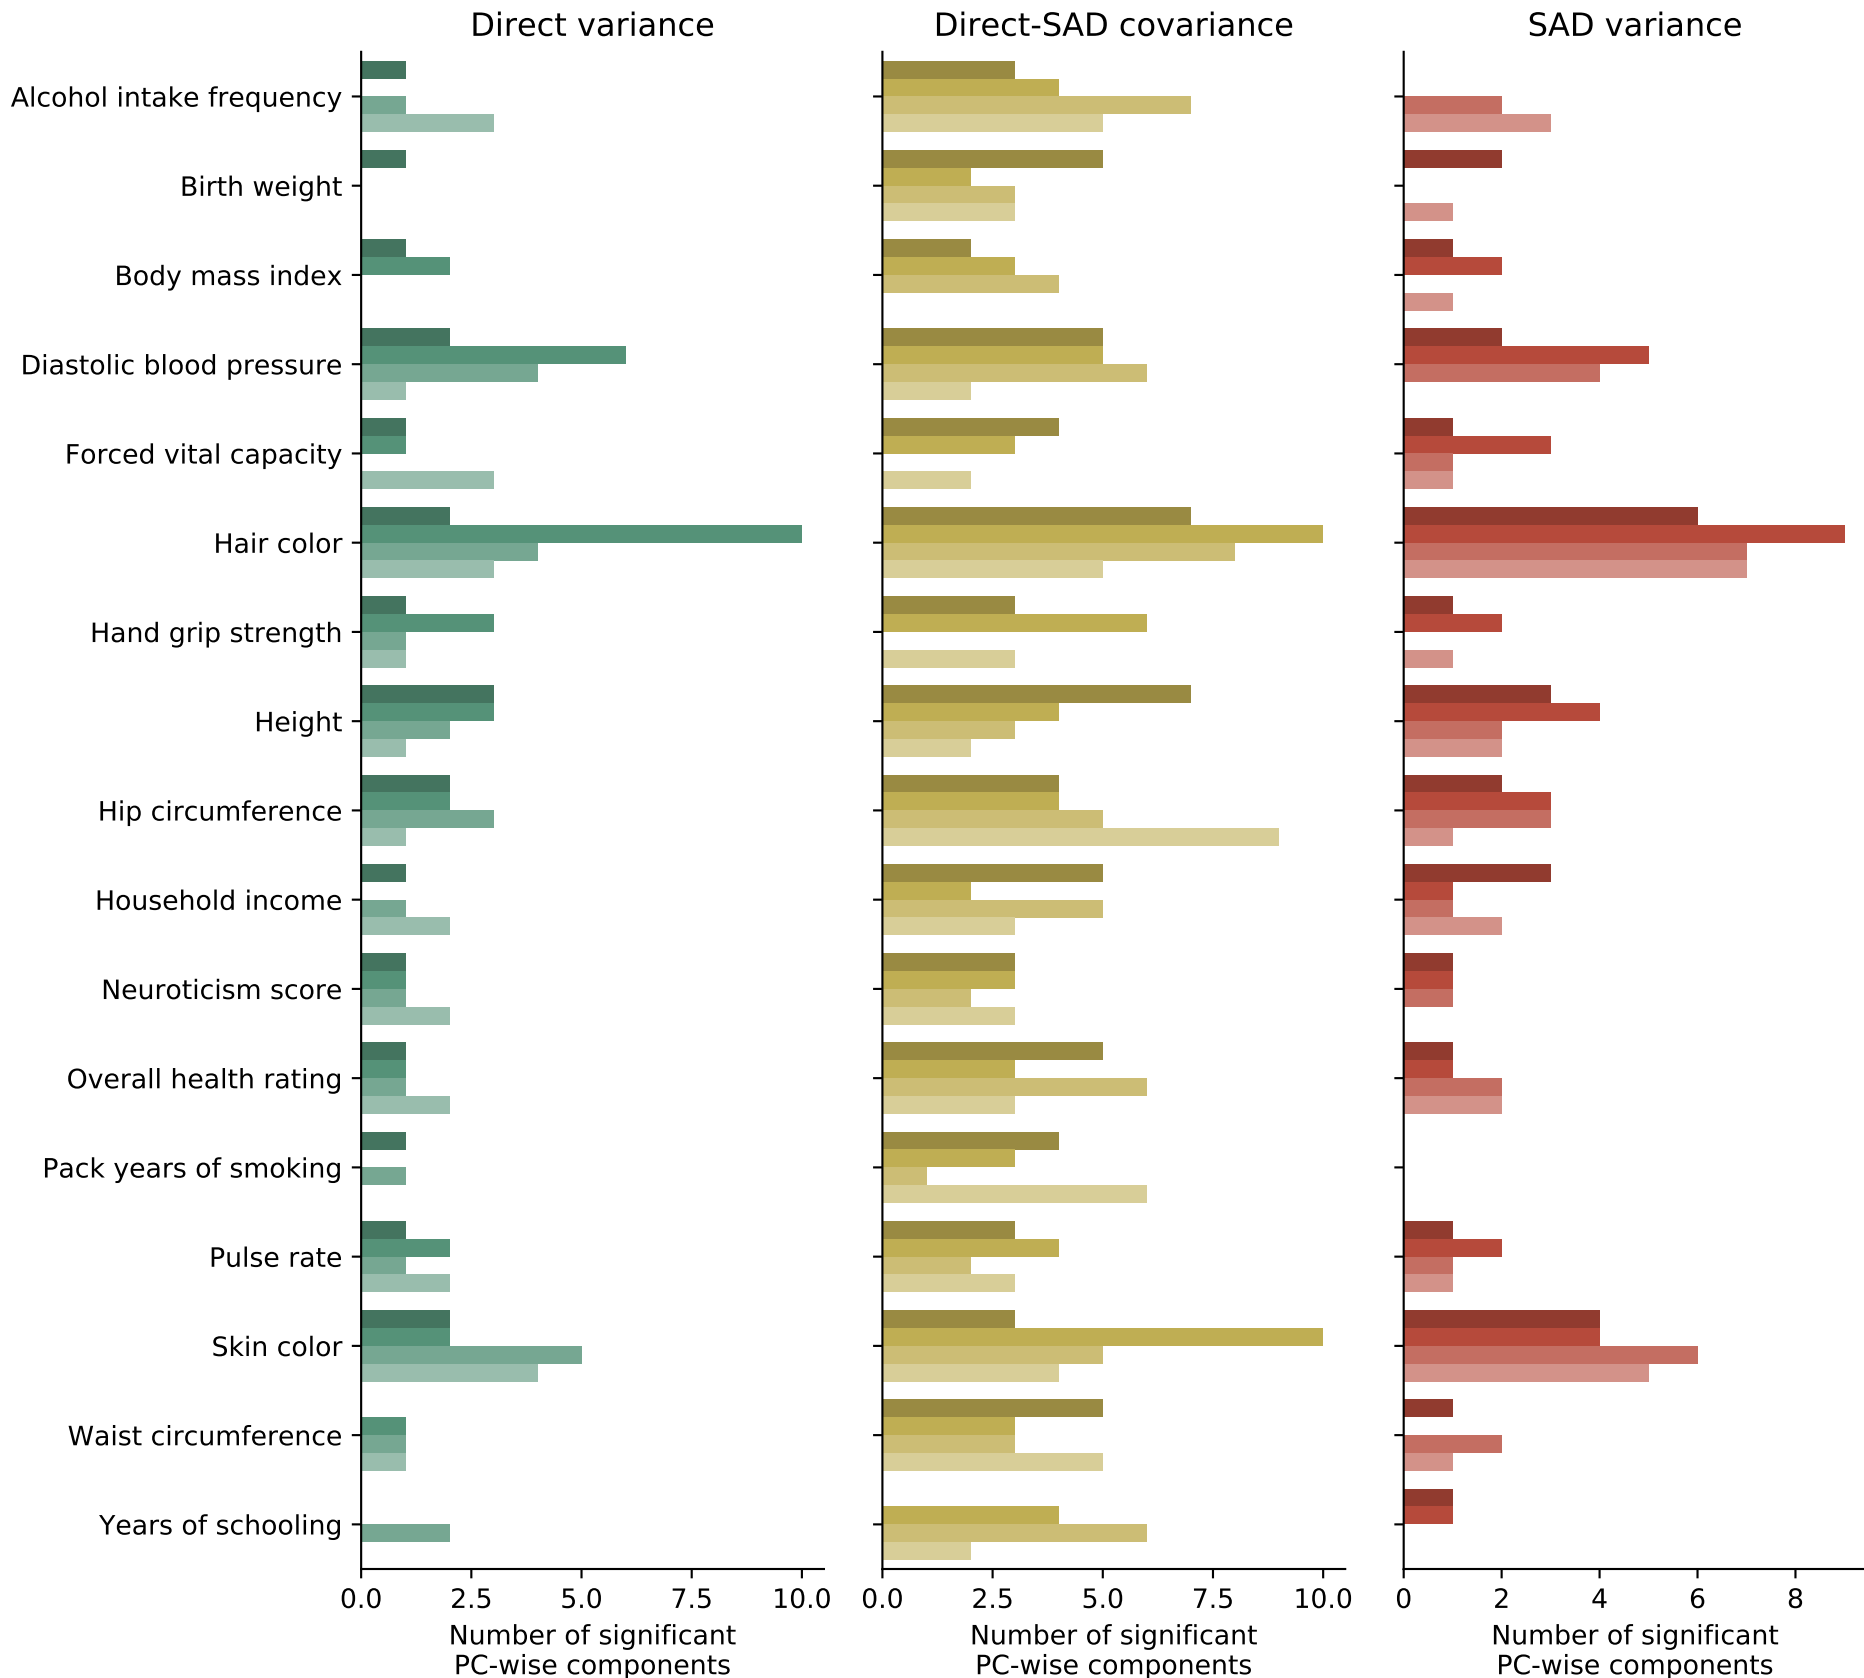 Direct variance
Direct-SAD covariance
SAD variance
Alcohol intake frequency
Birth weight
Body mass index
Diastolic blood pressure
Forced vital capacity
Hair color
Hand grip strength
Height
Hip circumference
Household income
Neuroticism score
Overall health rating
Pack years of smoking
Pulse rate
Skin color
Waist circumference
Years of schooling
0.0 2.5 5.0 7.5 10.0
0.0 2.5 5.0 7.5 10.0
0 2 4 6 8
Number of significant
PC-wise components
Number of significant
PC-wise components
Number of significant
PC-wise components